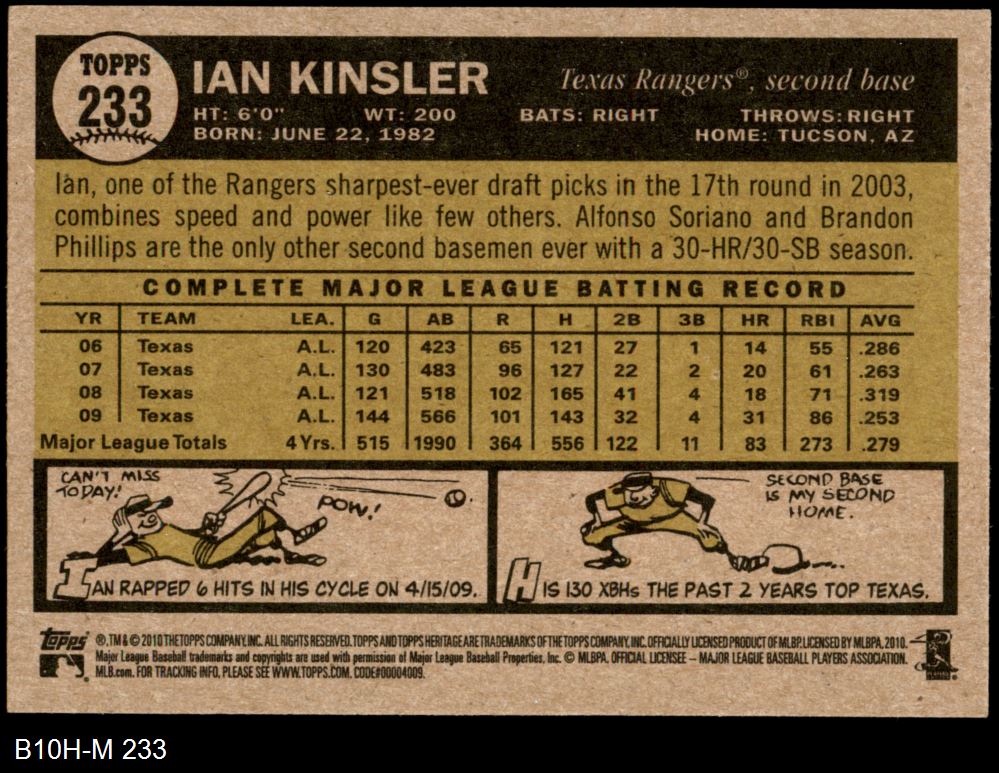 TOPPS
233
IAN KINSLER
Texas Rangers®, second base
HT: 6'0" WT: 200 BATS: RIGHT THROWS: RIGHT
BORN: JUNE 22, 1982 HOME: TUCSON, AZ
Ian, one of the Rangers sharpest-ever draft picks in the 17th round in 2003,
combines speed and power like few others. Alfonso Soriano and Brandon
Phillips are the only other second basemen ever with a 30-HR/30-SB season.
COMPLETE MAJOR LEAGUE BATTING RECORD
YR TEAM LEA. G AB R H 2B 3B HR RBI AVG
06 Texas A.L. 120 423 65 121 27 1 14 55 .286
07 Texas A.L. 130 483 96 127 22 2 20 61 .263
08 Texas A.L. 121 518 102 165 41 4 18 71 .319
09 Texas A.L. 144 566 101 143 32 4 31 86 .253
Major League Totals 4 Yrs. 515 1990 364 556 122 11 83 273 .279
CAN'T MISS
TODAY!
POW!
IAN RAPPED 6 HITS IN HIS CYCLE ON 4/15/09.
SECOND BASE
IS MY SECOND
HOME.
HIS 130 XBHs THE PAST 2 YEARS TOP TEXAS.
Topps ®, TM & © 2010 THE TOPPS COMPANY, INC. ALL RIGHTS RESERVED. TOPPS AND TOPPS HERITAGE ARE TRADEMARKS OF THE TOPPS COMPANY, INC. OFFICIALLY LICENSED PRODUCT OF MLBP. LICENSED BY MLBPA, 2010.
Major League Baseball trademarks and copyrights are used with permission of Major League Baseball Properties, Inc. © MLBPA. OFFICIAL LICENSEE – MAJOR LEAGUE BASEBALL PLAYERS ASSOCIATION.
MLB.com. FOR TRACKING INFO, PLEASE SEE WWW.TOPPS.COM. CODE#00004009.
B10H-M 233